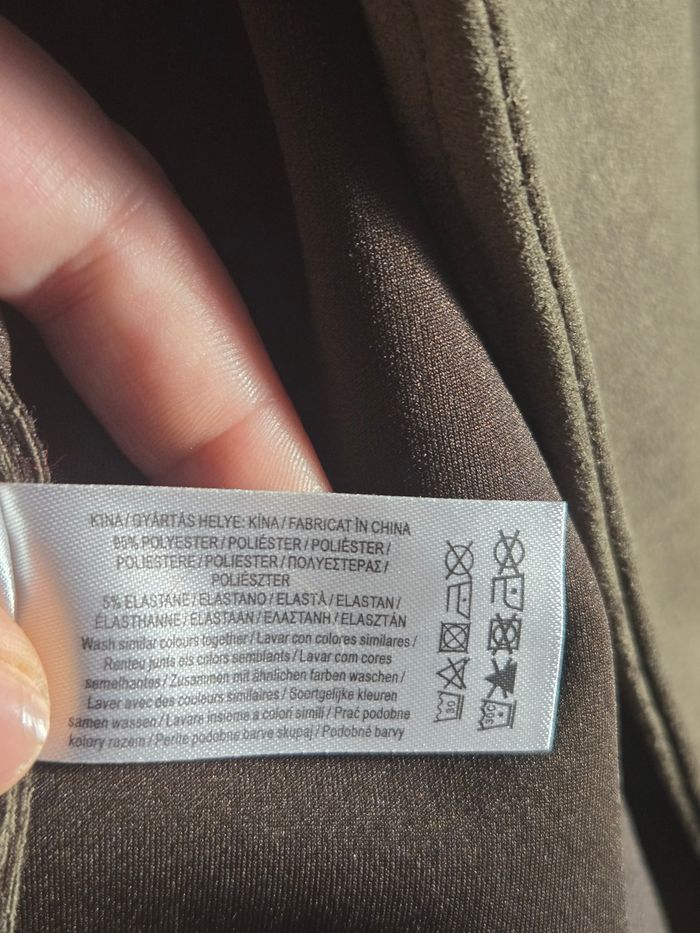 KINA / GYÁRTÁS HELYE: KÍNA / FABRICAT ÎN CHINA
95% POLYESTER / POLIÉSTER / POLIÈSTER /
POLIESTERE / POLIESTER / ΠΟΛΥΕΣΤΕΡΑΣ /
POLIÉSZTER
5% ELASTANE / ELASTANO / ELASTÀ / ELASTAN /
ÉLASTHANNE / ELASTAAN / ΕΛΑΣΤΑΝΗ / ELASZTÁN
Wash similar colours together / Lavar con colores similares /
Renteu junts els colors semblants / Lavar com cores
semelhantes / Zusammen mit ähnlichen farben waschen /
Laver avec des couleurs similaires / Soortgelijke kleuren
samen wassen / Lavare insieme a colori simili / Prać podobne
kolory razem / Perite podobne barve skupaj / Podobné barvy